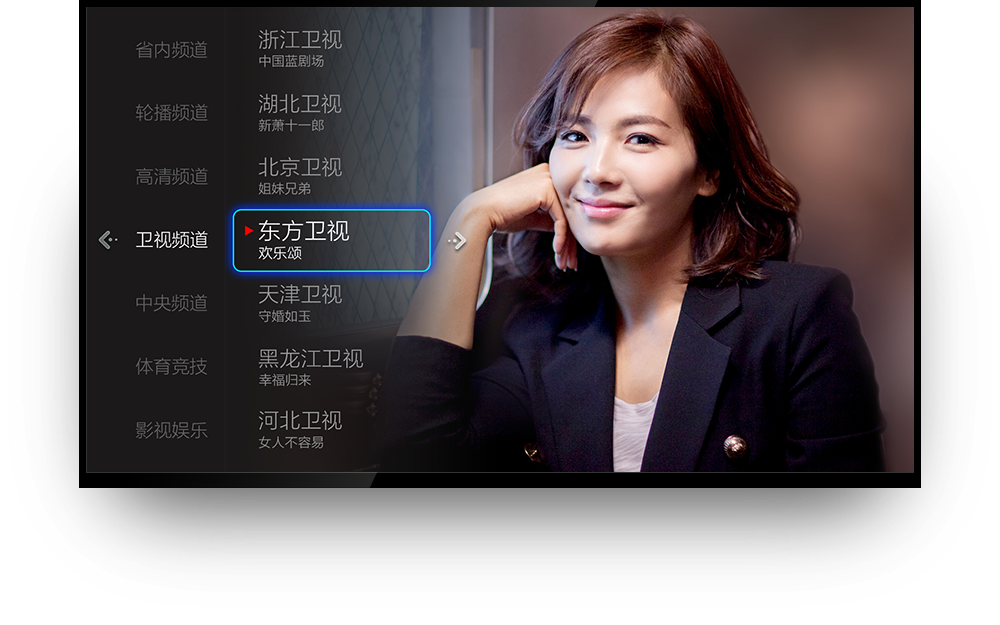 省内频道
轮播频道
高清频道
卫视频道
中央频道
体育竞技
影视娱乐
浙江卫视
中国蓝剧场
湖北卫视
新萧十一郎
北京卫视
姐妹兄弟
东方卫视
欢乐颂
天津卫视
守婚如玉
黑龙江卫视
幸福归来
河北卫视
女人不容易